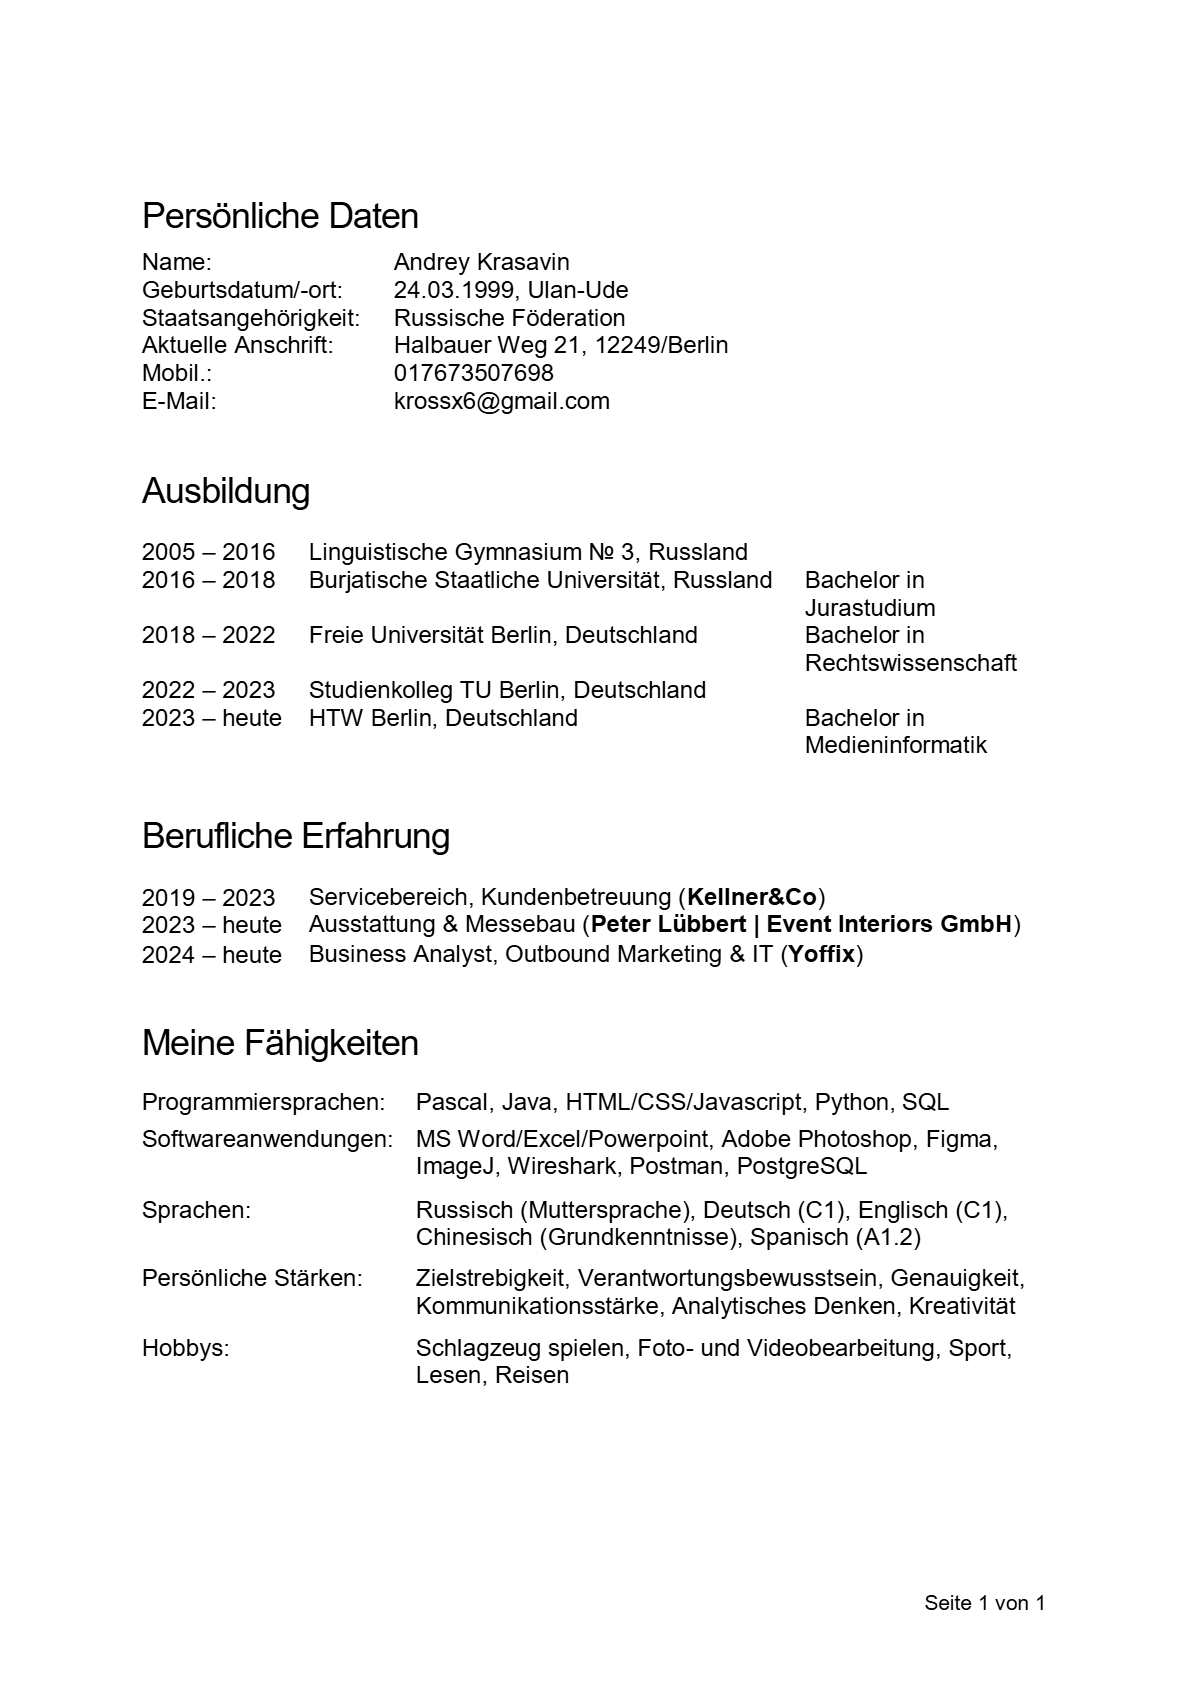 Persönliche Daten
Name: Andrey Krasavin
Geburtsdatum/-ort: 24.03.1999, Ulan-Ude
Staatsangehörigkeit: Russische Föderation
Aktuelle Anschrift: Halbauer Weg 21, 12249/Berlin
Mobil.: 017673507698
E-Mail: krossx6@gmail.com
Ausbildung
2005 – 2016 Linguistische Gymnasium № 3, Russland
2016 – 2018 Burjatische Staatliche Universität, Russland Bachelor in
Jurastudium
2018 – 2022 Freie Universität Berlin, Deutschland Bachelor in
Rechtswissenschaft
2022 – 2023 Studienkolleg TU Berlin, Deutschland
2023 – heute HTW Berlin, Deutschland Bachelor in
Medieninformatik
Berufliche Erfahrung
2019 – 2023 Servicebereich, Kundenbetreuung (Kellner&Co)
2023 – heute Ausstattung & Messebau (Peter Lübbert | Event Interiors GmbH)
2024 – heute Business Analyst, Outbound Marketing & IT (Yoffix)
Meine Fähigkeiten
Programmiersprachen: Pascal, Java, HTML/CSS/Javascript, Python, SQL
Softwareanwendungen: MS Word/Excel/Powerpoint, Adobe Photoshop, Figma,
ImageJ, Wireshark, Postman, PostgreSQL
Sprachen: Russisch (Muttersprache), Deutsch (C1), Englisch (C1),
Chinesisch (Grundkenntnisse), Spanisch (A1.2)
Persönliche Stärken: Zielstrebigkeit, Verantwortungsbewusstsein, Genauigkeit,
Kommunikationsstärke, Analytisches Denken, Kreativität
Hobbys: Schlagzeug spielen, Foto- und Videobearbeitung, Sport,
Lesen, Reisen
Seite 1 von 1